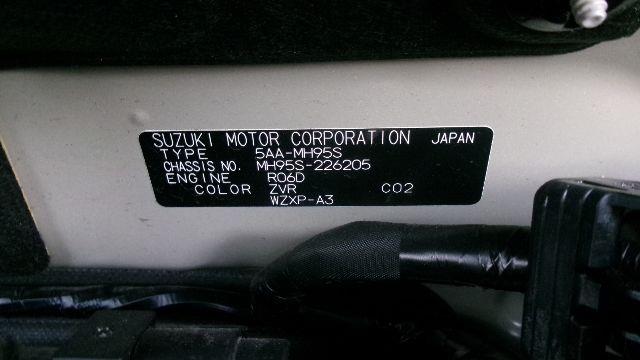 SUZUKI MOTOR CORPORATION JAPAN
TYPE 5AA-MH95S
CHASSIS NO. MH95S-226205
ENGINE R06D
COLOR ZVR C02
WZXP-A3